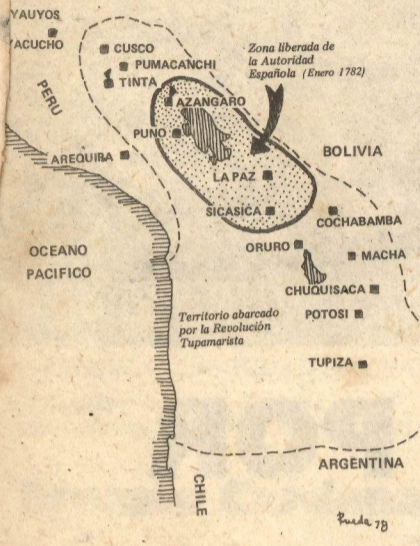 YAUYOS
YACUCHO
CUSCO
PUMACANCHI
TINTA
PERU
Zona liberada de
la Autoridad
Española (Enero 1782)
AZANGARO
PUNO
AREQUIPA
BOLIVIA
LA PAZ
SICASICA
COCHABAMBA
OCEANO
PACIFICO
ORURO
MACHA
CHUQUISACA
POTOSI
Territorio abarcado
por la Revolución
Tupamarista
TUPIZA
ARGENTINA
CHILE
Rueda 78